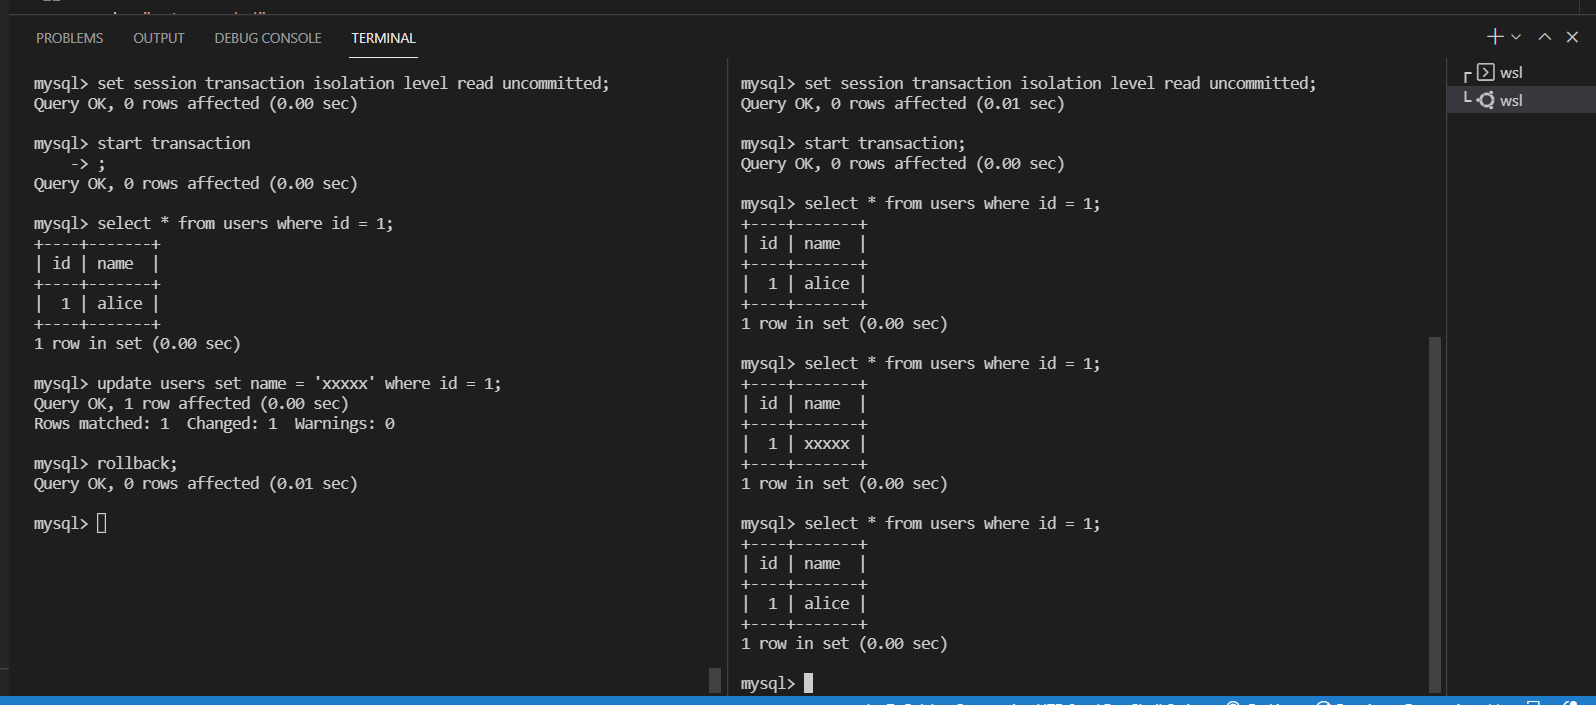 PROBLEMS OUTPUT DEBUG CONSOLE TERMINAL
mysql> set session transaction isolation level read uncommitted;
Query OK, 0 rows affected (0.00 sec)
mysql> start transaction
    -> ;
Query OK, 0 rows affected (0.00 sec)
mysql> select * from users where id = 1;
+----+-------+
| id | name  |
+----+-------+
|  1 | alice |
+----+-------+
1 row in set (0.00 sec)
mysql> update users set name = 'xxxxx' where id = 1;
Query OK, 1 row affected (0.00 sec)
Rows matched: 1  Changed: 1  Warnings: 0
mysql> rollback;
Query OK, 0 rows affected (0.01 sec)
mysql>
mysql> set session transaction isolation level read uncommitted;
Query OK, 0 rows affected (0.01 sec)
mysql> start transaction;
Query OK, 0 rows affected (0.00 sec)
mysql> select * from users where id = 1;
+----+-------+
| id | name  |
+----+-------+
|  1 | alice |
+----+-------+
1 row in set (0.00 sec)
mysql> select * from users where id = 1;
+----+-------+
| id | name  |
+----+-------+
|  1 | xxxxx |
+----+-------+
1 row in set (0.00 sec)
mysql> select * from users where id = 1;
+----+-------+
| id | name  |
+----+-------+
|  1 | alice |
+----+-------+
1 row in set (0.00 sec)
mysql>
wsl
wsl